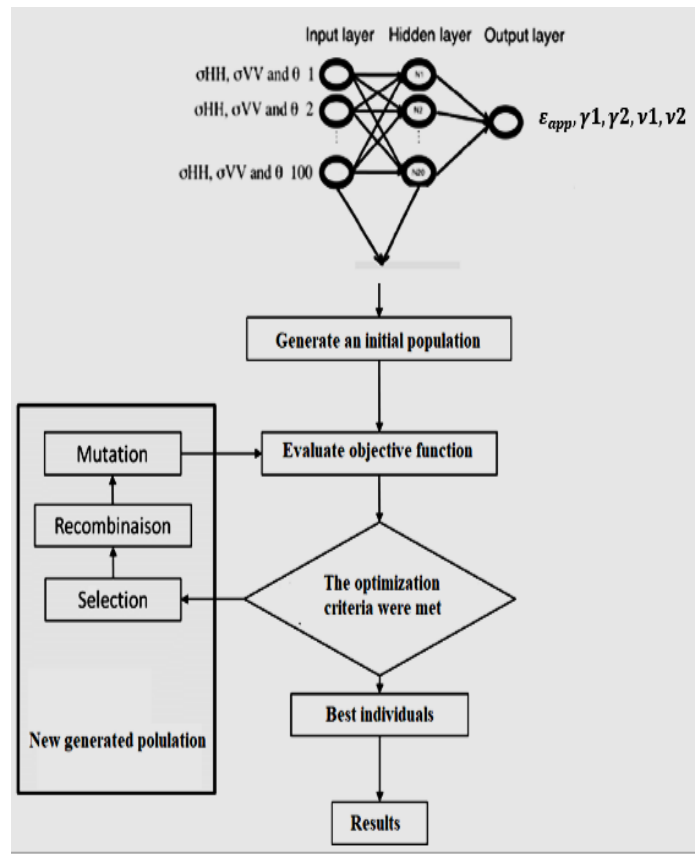 Input layer Hidden layer Output layer
σHH, σVV and θ 1
N1
σHH, σVV and θ 2
N2
εapp, γ1, γ2, ν1, ν2
σHH, σVV and θ 100
N20
Generate an initial population
Mutation
Evaluate objective function
Recombinaison
Selection
The optimization
criteria were met
Best individuals
New generated polulation
Results